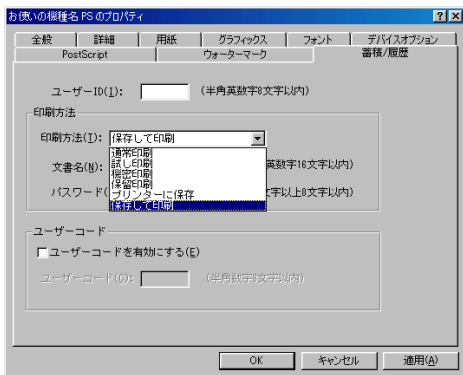 お使いの機種名 PS のプロパティ
全般 詳細 用紙 グラフィックス フォント デバイスオプション
PostScript ウォーターマーク 蓄積/履歴
ユーザーID(I): (半角英数字8文字以内)
印刷方法
印刷方法(T): 保存して印刷
通常印刷
試し印刷
文書名(N): 英数字16文字以内)
機密印刷
保留印刷
パスワード( 文字以上8文字以内)
プリンターに保存
保存して印刷
ユーザーコード
ユーザーコードを有効にする(E)
ユーザーコード(C): (半角数字8文字以内)
OK キャンセル 適用(A)